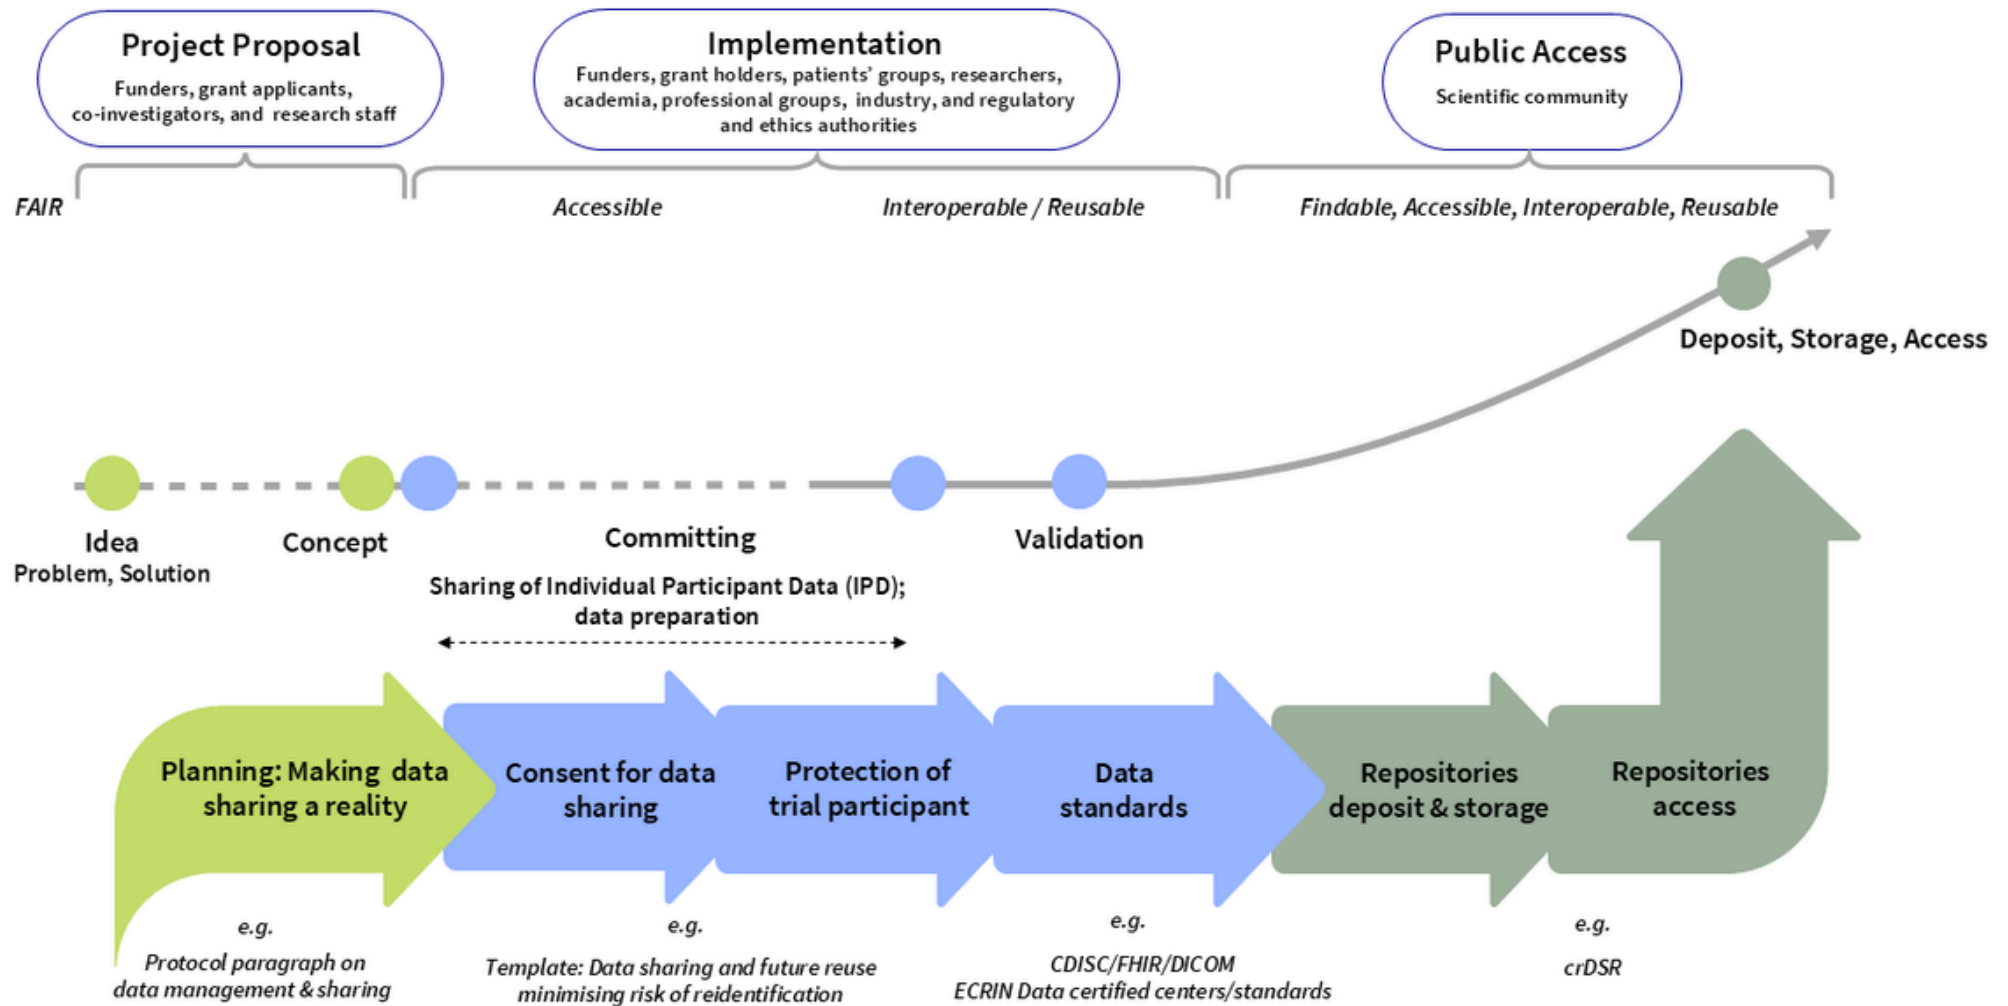 Project Proposal
Funders, grant applicants,
co-investigators, and research staff
Implementation
Funders, grant holders, patients' groups, researchers,
academia, professional groups, industry, and regulatory
and ethics authorities
Public Access
Scientific community
FAIR
Accessible
Interoperable / Reusable
Findable, Accessible, Interoperable, Reusable
Deposit, Storage, Access
Idea
Problem, Solution
Concept
Committing
Sharing of Individual Participant Data (IPD);
data preparation
Validation
Planning: Making data
sharing a reality
Consent for data
sharing
Protection of
trial participant
Data
standards
Repositories
deposit & storage
Repositories
access
e.g.
Protocol paragraph on
data management & sharing
e.g.
Template: Data sharing and future reuse
minimising risk of reidentification
e.g.
CDISC/FHIR/DICOM
ECRIN Data certified centers/standards
e.g.
crDSR